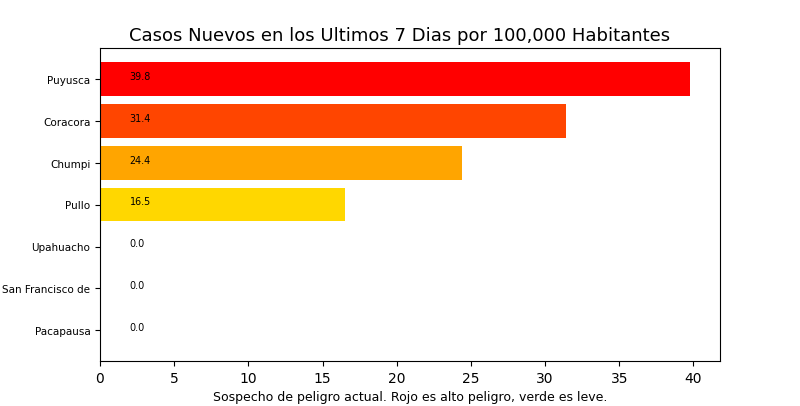 Casos Nuevos en los Ultimos 7 Dias por 100,000 Habitantes
Puyusca 39.8
Coracora 31.4
Chumpi 24.4
Pullo 16.5
Upahuacho 0.0
San Francisco de 0.0
Pacapausa 0.0
0 5 10 15 20 25 30 35 40
Sospecho de peligro actual. Rojo es alto peligro, verde es leve.